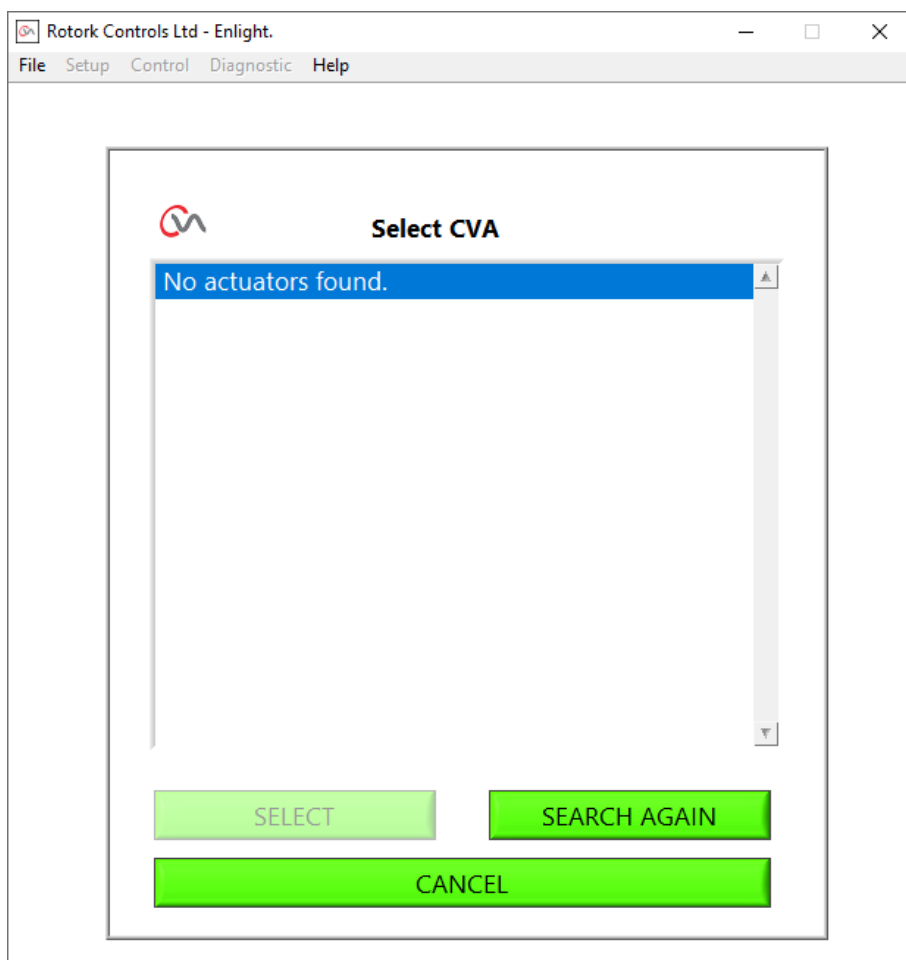 Rotork Controls Ltd - Enlight.
File Setup Control Diagnostic Help
Select CVA
No actuators found.
SELECT
SEARCH AGAIN
CANCEL